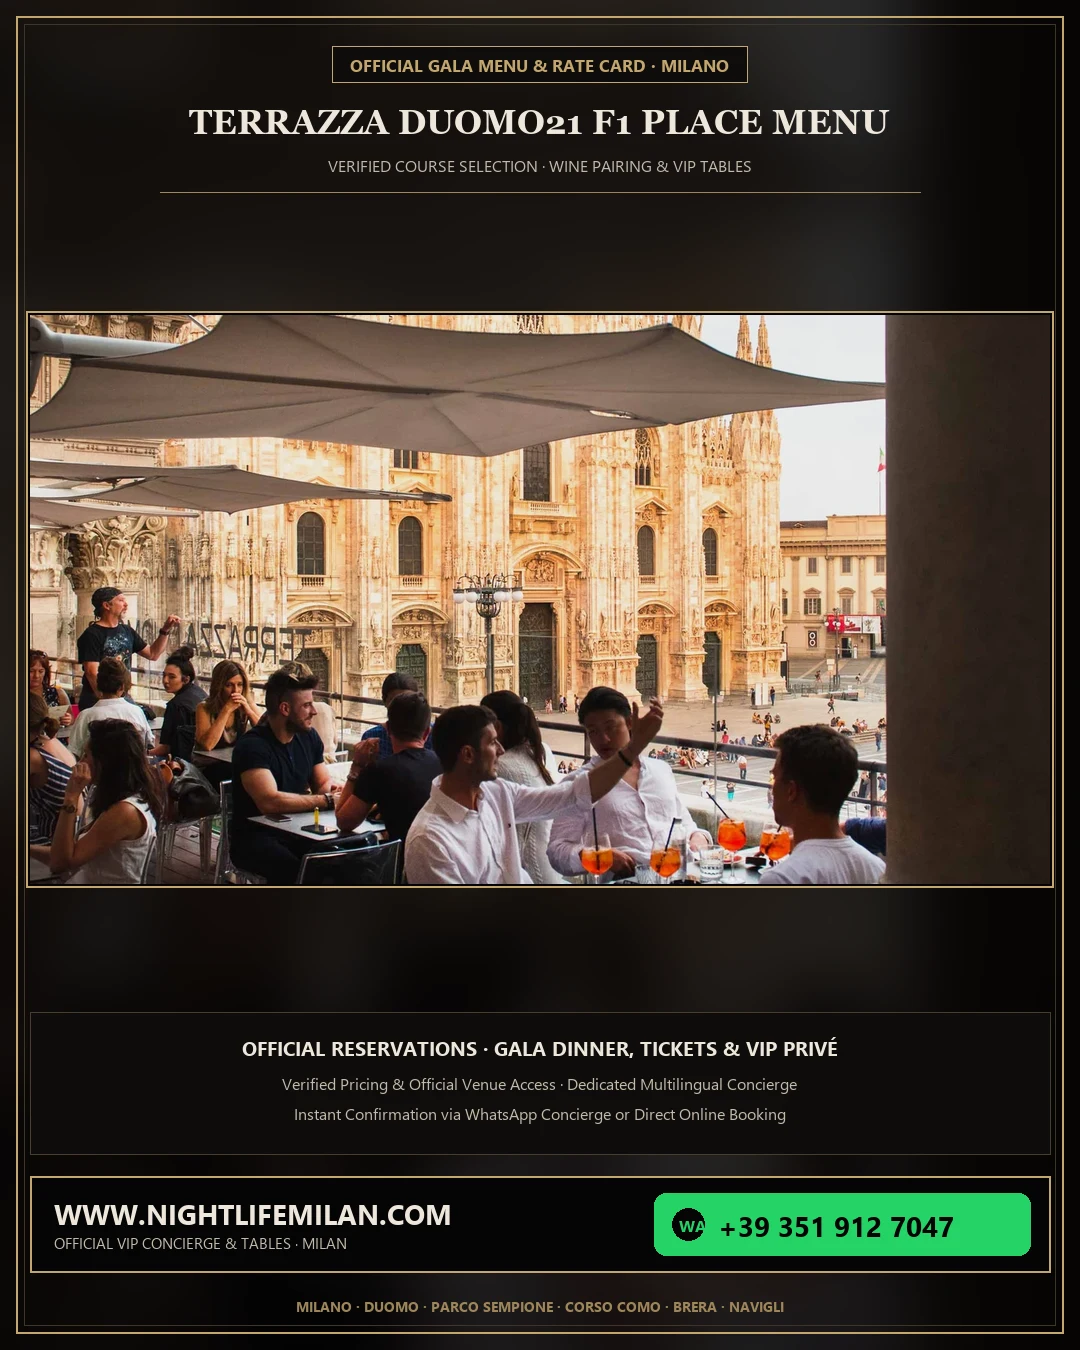 OFFICIAL GALA MENU & RATE CARD · MILANO
TERRAZZA DUOMO21 F1 PLACE MENU
VERIFIED COURSE SELECTION · WINE PAIRING & VIP TABLES
TERRAZZA
OFFICIAL RESERVATIONS · GALA DINNER, TICKETS & VIP PRIVÉ
Verified Pricing & Official Venue Access · Dedicated Multilingual Concierge
Instant Confirmation via WhatsApp Concierge or Direct Online Booking
WWW.NIGHTLIFEMILAN.COM
OFFICIAL VIP CONCIERGE & TABLES · MILAN
WA +39 351 912 7047
MILANO · DUOMO · PARCO SEMPIONE · CORSO COMO · BRERA · NAVIGLI